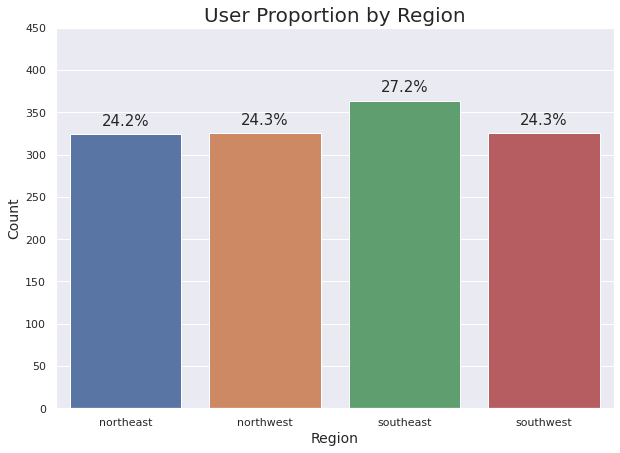 User Proportion by Region
450
400
350
300
250
200
150
100
50
0
Count
24.2%
24.3%
27.2%
24.3%
northeast
northwest
southeast
southwest
Region